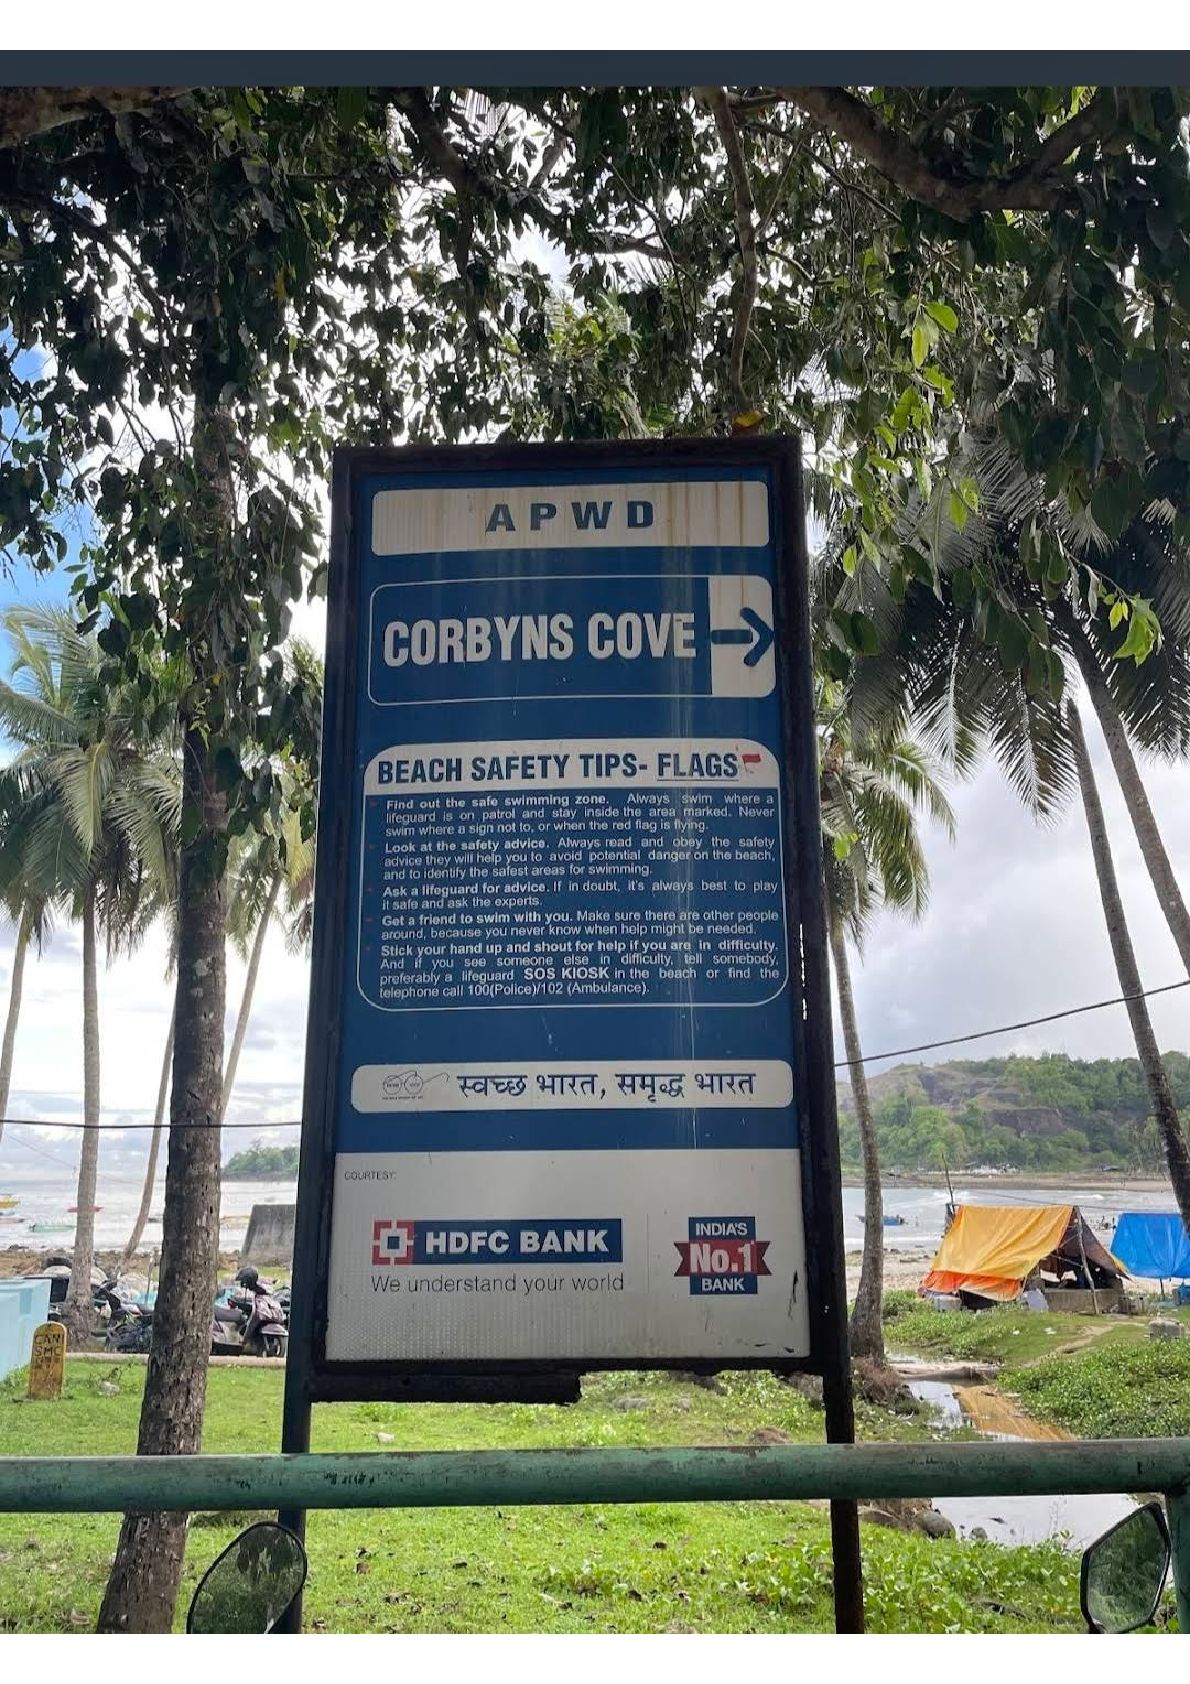 APWD
CORBYNS COVE
BEACH SAFETY TIPS- FLAGS
Find out the safe swimming zone. Always swim where a
lifeguard is on patrol and stay inside the area marked. Never
swim where a sign not to, or when the red flag is flying.
Look at the safety advice. Always read and obey the safety
advice they will help you to avoid potential danger on the beach,
and to identify the safest areas for swimming.
Ask a lifeguard for advice. If in doubt, it's always best to play
it safe and ask the experts.
Get a friend to swim with you. Make sure there are other people
around, because you never know when help might be needed.
Stick your hand up and shout for help if you are in difficulty.
And if you see someone else in difficulty, tell somebody,
preferably a lifeguard SOS KIOSK in the beach or find the
telephone call 100(Police)/102 (Ambulance).
स्वच्छ भारत, समृद्ध भारत
COURTESY:
HDFC BANK
We understand your world
INDIA'S
No.1
BANK